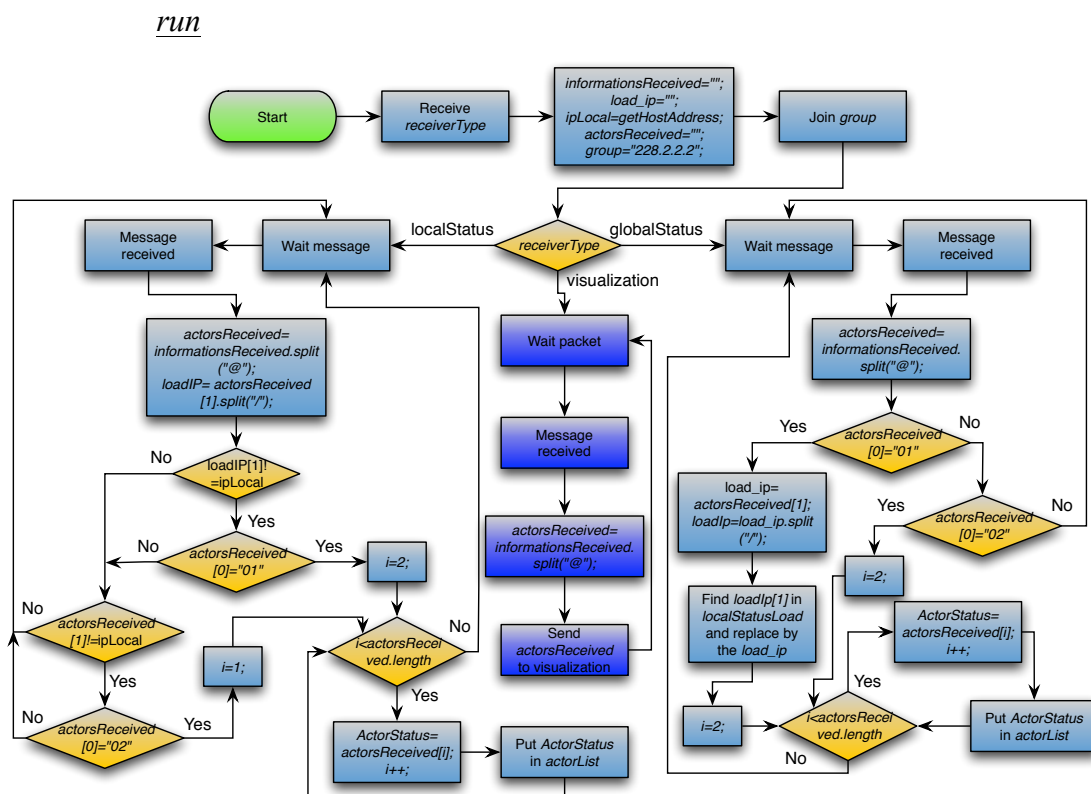 run
Start
Receive
receiverType
informationsReceived="";
load_ip="";
ipLocal=getHostAddress;
actorsReceived="";
group="228.2.2.2";
Join group
Message
received
Wait message
localStatus
receiverType
globalStatus
visualization
Wait message
Message
received
actorsReceived=
informationsReceived.split
("@");
loadIP= actorsReceived
[1].split("/");
No
loadIP[1]!
=ipLocal
Yes
No
actorsReceived
[0]="01"
Yes
i=2;
No
actorsReceived
[1]!=ipLocal
Yes
i=1;
No
actorsReceived
[0]="02"
Yes
i<actorsRecei
ved.length
No
Yes
ActorStatus=
actorsReceived[i];
i++;
Put ActorStatus
in actorList
Wait packet
Message
received
actorsReceived=
informationsReceived.
split("@");
Send
actorsReceived
to visualization
actorsReceived=
informationsReceived.
split("@");
Yes
actorsReceived
[0]="01"
No
load_ip=
actorsReceived[1];
loadIp=load_ip.split
("/");
Yes
actorsReceived
[0]="02"
No
i=2;
Find loadIp[1] in
localStatusLoad
and replace by
the load_ip
ActorStatus=
actorsReceived[i];
i++;
i=2;
Yes
i<actorsRecei
ved.length
No
Put ActorStatus
in actorList